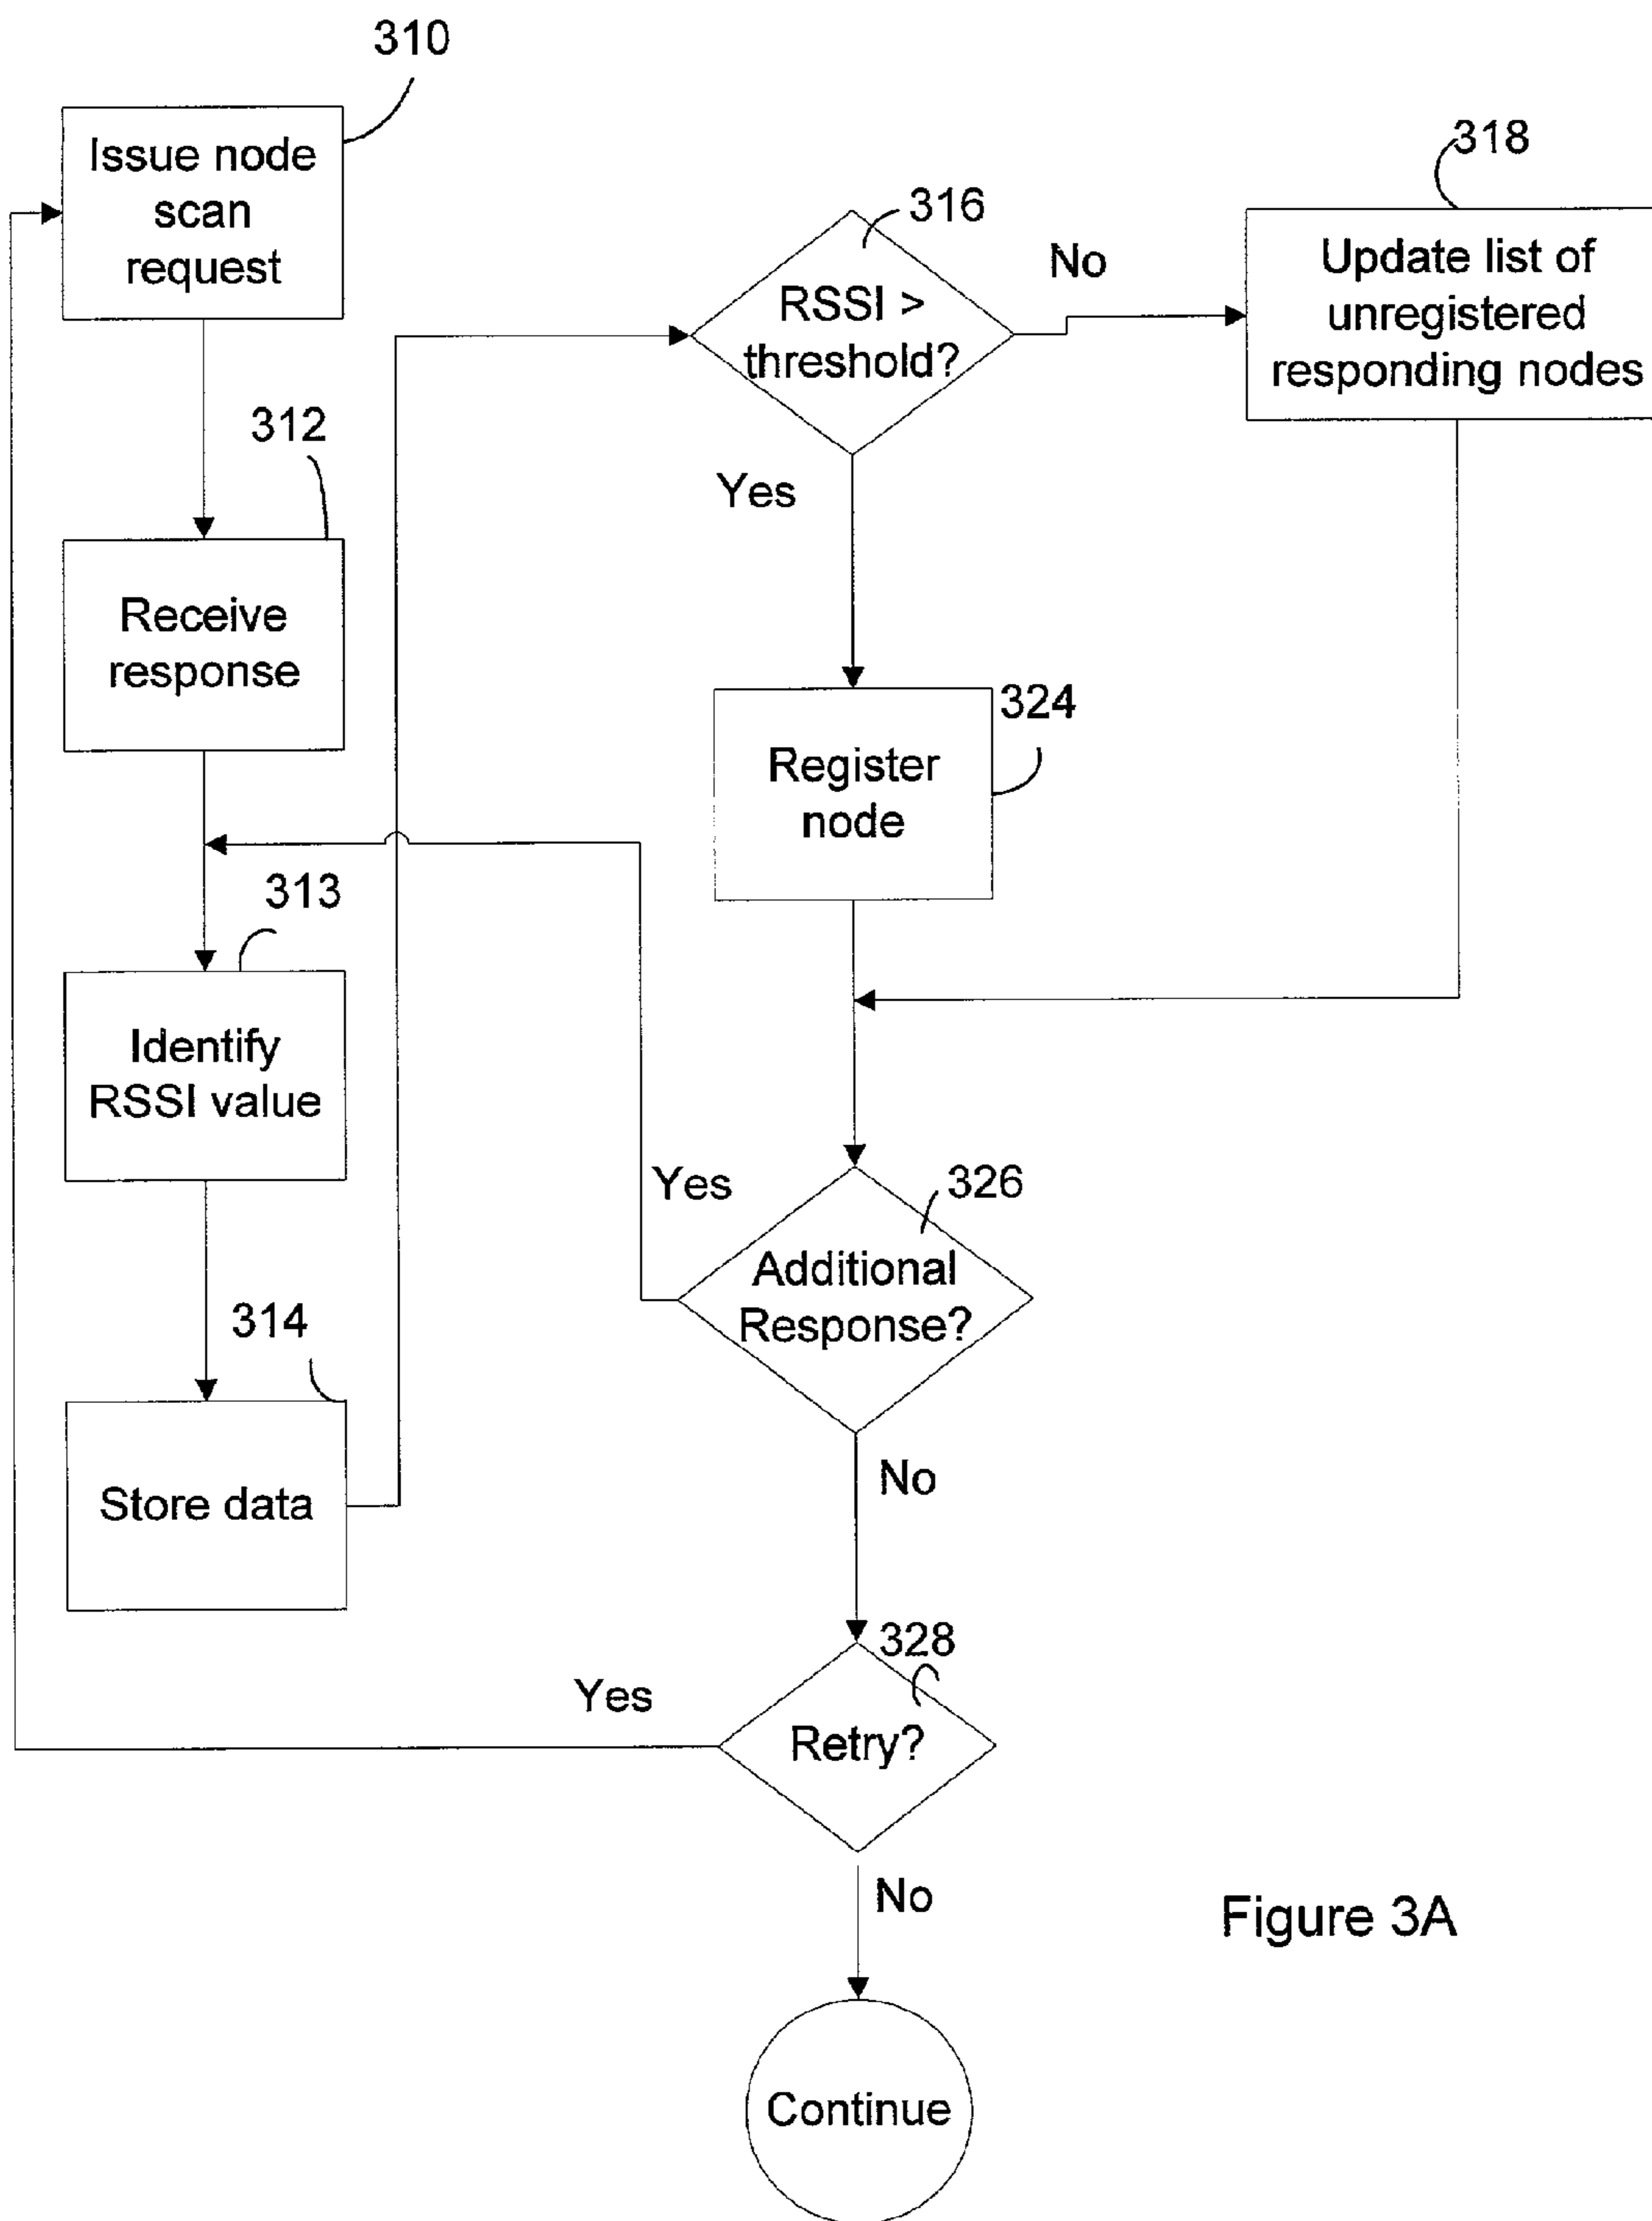 310
Issue node
scan
request
318
316
RSSI >
threshold?
No
Update list of
unregistered
responding nodes
Yes
312
Receive
response
324
Register
node
313
Identify
RSSI value
326
Yes
Additional
Response?
314
Store data
No
328
Yes
Retry?
No
Figure 3A
Continue